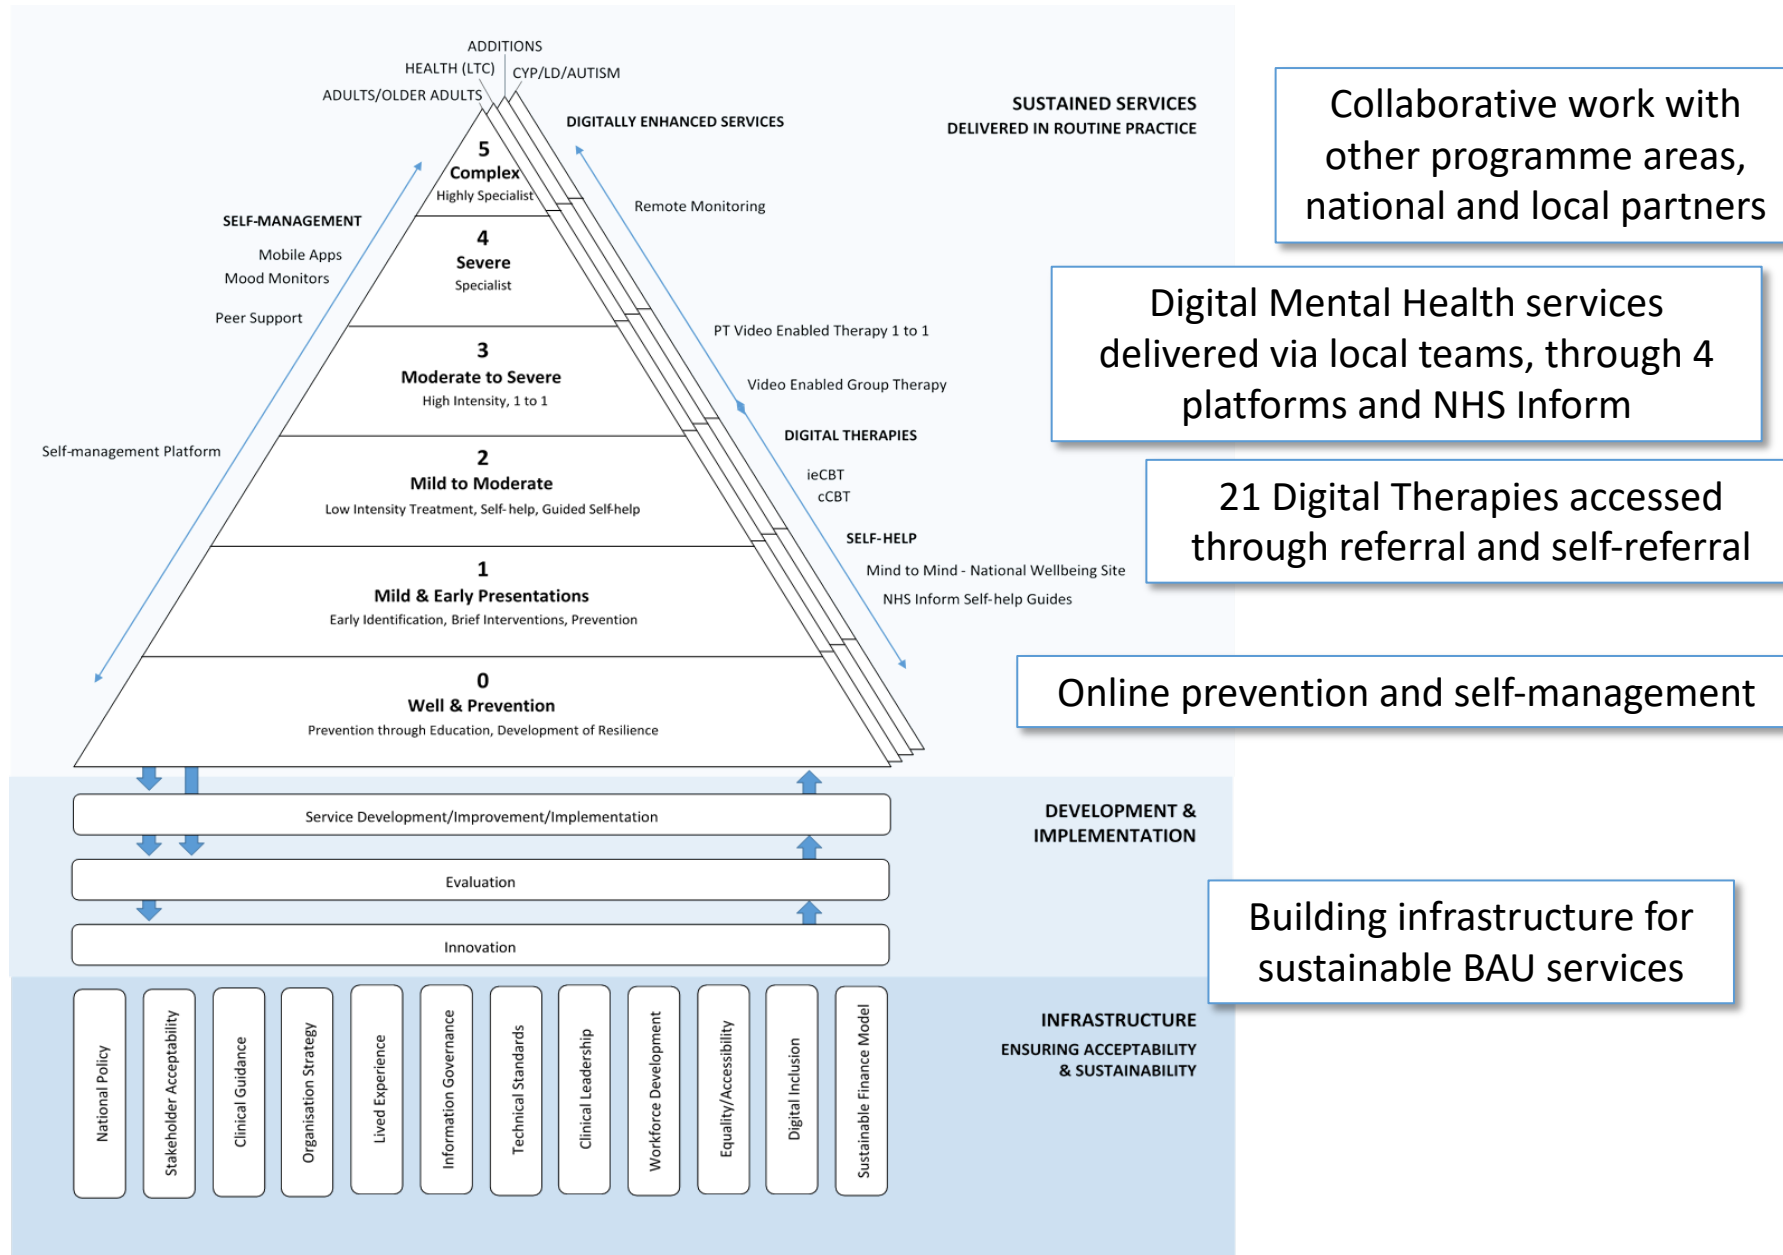 ADDITIONS
HEALTH (LTC)
CYP/LD/AUTISM
ADULTS/OLDER ADULTS
DIGITALLY ENHANCED SERVICES
SUSTAINED SERVICES
DELIVERED IN ROUTINE PRACTICE
5
Complex
Highly Specialist
Remote Monitoring
SELF-MANAGEMENT
Mobile Apps
Mood Monitors
Peer Support
4
Severe
Specialist
PT Video Enabled Therapy 1 to 1
3
Moderate to Severe
High Intensity, 1 to 1
Video Enabled Group Therapy
DIGITAL THERAPIES
Self-management Platform
2
Mild to Moderate
Low Intensity Treatment, Self- help, Guided Self-help
ieCBT
cCBT
SELF-HELP
1
Mild & Early Presentations
Early Identification, Brief Interventions, Prevention
Mind to Mind - National Wellbeing Site
NHS Inform Self-help Guides
0
Well & Prevention
Prevention through Education, Development of Resilience
Service Development/Improvement/Implementation
Evaluation
Innovation
DEVELOPMENT &
IMPLEMENTATION
National Policy
Stakeholder Acceptability
Clinical Guidance
Organisation Strategy
Lived Experience
Information Governance
Technical Standards
Clinical Leadership
Workforce Development
Equality/Accessibility
Digital Inclusion
Sustainable Finance Model
INFRASTRUCTURE
ENSURING ACCEPTABILITY
& SUSTAINABILITY
Collaborative work with
other programme areas,
national and local partners
Digital Mental Health services
delivered via local teams, through 4
platforms and NHS Inform
21 Digital Therapies accessed
through referral and self-referral
Online prevention and self-management
Building infrastructure for
sustainable BAU services